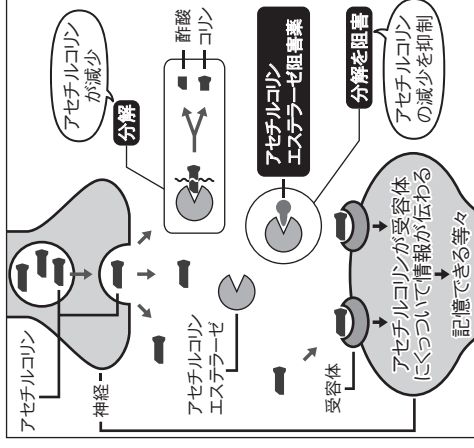 アセチルコリン
神経
アセチルコリン
が減少
分解
酢酸
コリン
アセチルコリン
エステラーゼ
アセチルコリン
エステラーゼ阻害薬
分解を阻害
アセチルコリン
の減少を抑制
受容体
アセチルコリンが受容体
にくっついて情報が伝わる
記憶できる等々